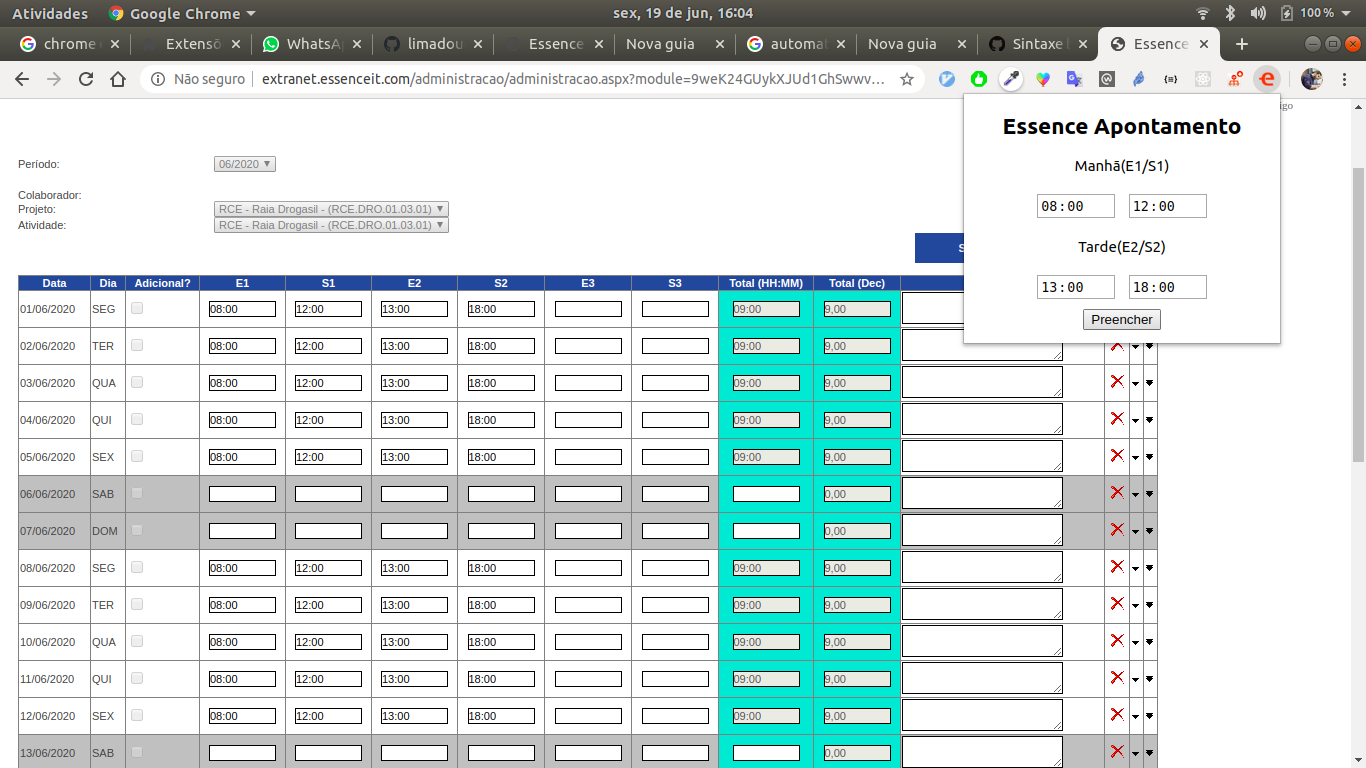 Atividades Google Chrome sex, 19 de jun, 16:04 100 %
chrome Extensõ WhatsA limadou Essence Nova guia automa Nova guia Sintaxe Essence
Não seguro extranet.essenceit.com/administracao/administracao.aspx?module=9weK24GUykXJUd1GhSwwv...
Essence Apontamento
Manhã(E1/S1)
08:00 12:00
Tarde(E2/S2)
13:00 18:00
Preencher
Período: 06/2020
Colaborador:
Projeto: RCE - Raia Drogasil - (RCE.DRO.01.03.01)
Atividade: RCE - Raia Drogasil - (RCE.DRO.01.03.01)
S
Data Dia Adicional? E1 S1 E2 S2 E3 S3 Total (HH:MM) Total (Dec)
01/06/2020 SEG 08:00 12:00 13:00 18:00 09:00 9,00
02/06/2020 TER 08:00 12:00 13:00 18:00 09:00 9,00
03/06/2020 QUA 08:00 12:00 13:00 18:00 09:00 9,00
04/06/2020 QUI 08:00 12:00 13:00 18:00 09:00 9,00
05/06/2020 SEX 08:00 12:00 13:00 18:00 09:00 9,00
06/06/2020 SAB 0,00
07/06/2020 DOM 0,00
08/06/2020 SEG 08:00 12:00 13:00 18:00 09:00 9,00
09/06/2020 TER 08:00 12:00 13:00 18:00 09:00 9,00
10/06/2020 QUA 08:00 12:00 13:00 18:00 09:00 9,00
11/06/2020 QUI 08:00 12:00 13:00 18:00 09:00 9,00
12/06/2020 SEX 08:00 12:00 13:00 18:00 09:00 9,00
13/06/2020 SAB 0,00